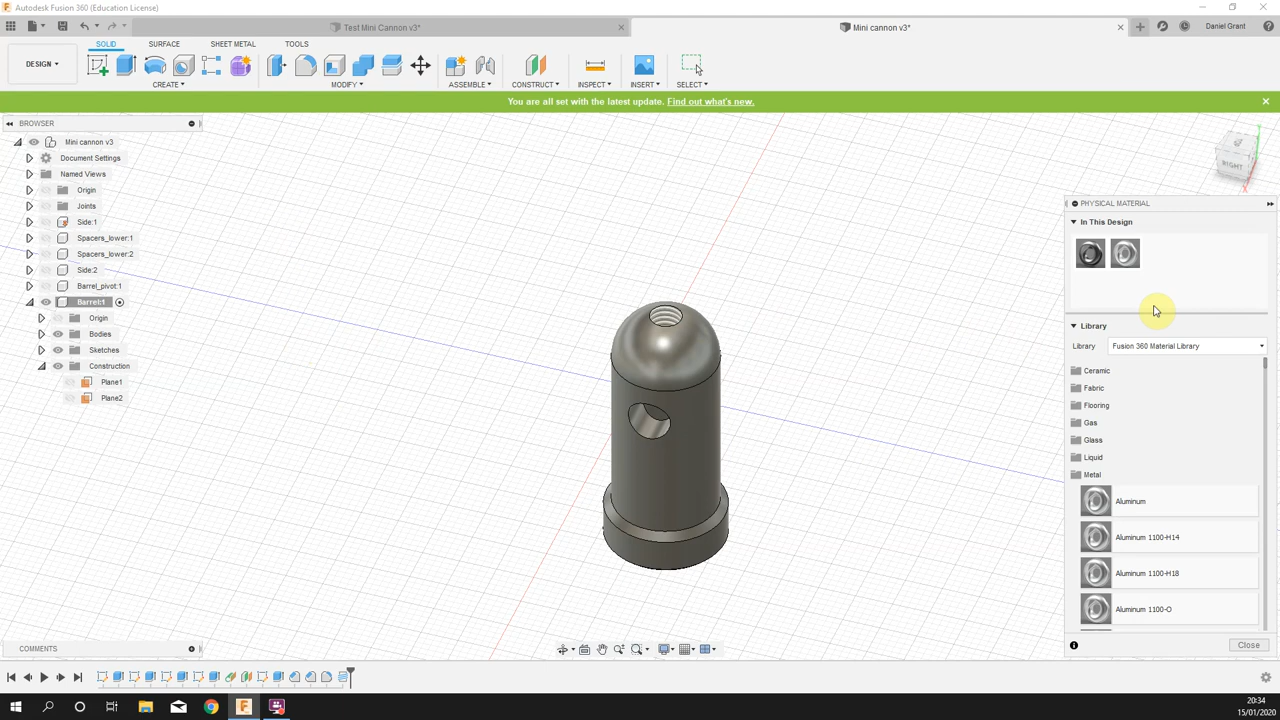 Autodesk Fusion 360 (Education License)
Test Mini Cannon v3*
Mini cannon v3*
Daniel Grant
DESIGN
SOLID
SURFACE
SHEET METAL
TOOLS
CREATE
MODIFY
ASSEMBLE
CONSTRUCT
INSPECT
INSERT
SELECT
You are all set with the latest update. Find out what's new.
BROWSER
Mini cannon v3
Document Settings
Named Views
Origin
Joints
Side:1
Spacers_lower:1
Spacers_lower:2
Side:2
Barrel_pivot:1
Barrel:1
Origin
Bodies
Sketches
Construction
Plane1
Plane2
RIGHT
PHYSICAL MATERIAL
In This Design
Library
Library Fusion 360 Material Library
Ceramic
Fabric
Flooring
Gas
Glass
Liquid
Metal
Aluminum
Aluminum 1100-H14
Aluminum 1100-H18
Aluminum 1100-O
Close
COMMENTS
20:34
15/01/2020